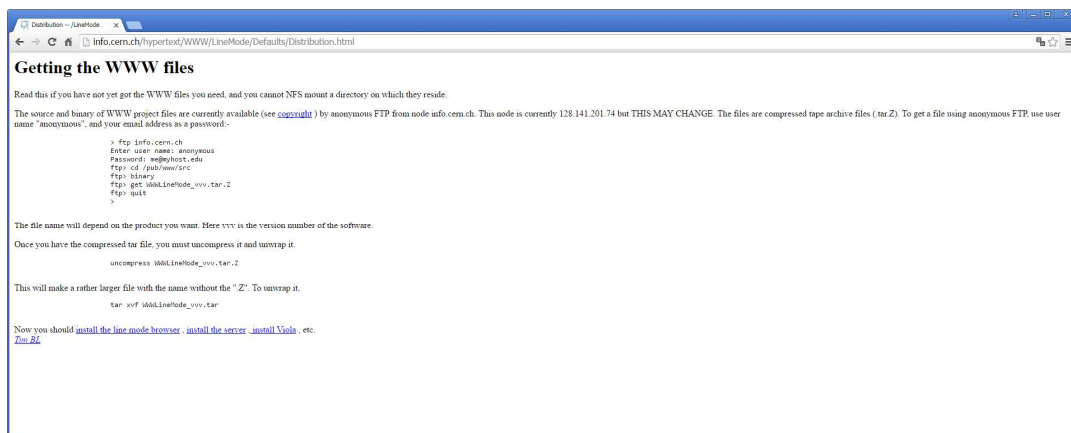 Distribution -- /LineMode
info.cern.ch/hypertext/WWW/LineMode/Defaults/Distribution.html
Getting the WWW files
Read this if you have not yet got the WWW files you need, and you cannot NFS mount a directory on which they reside.
The source and binary of WWW project files are currently available (see copyright ) by anonymous FTP from node info.cern.ch. This node is currently 128.141.201.74 but THIS MAY CHANGE. The files are compressed tape archive files (.tar.Z). To get a file using anonymous FTP, use user
name "anonymous", and your email address as a password:-
> ftp info.cern.ch
Enter user name: anonymous
Password: me@myhost.edu
ftp> cd /pub/www/src
ftp> binary
ftp> get WWWLineMode_vvv.tar.Z
ftp> quit
>
The file name will depend on the product you want. Here vvv is the version number of the software.
Once you have the compressed tar file, you must uncompress it and unwrap it.
uncompress WWWLineMode_vvv.tar.Z
This will make a rather larger file with the name without the ".Z". To unwrap it,
tar xvf WWWLineMode_vvv.tar
Now you should install the line mode browser , install the server , install Viola , etc.
Tim BL